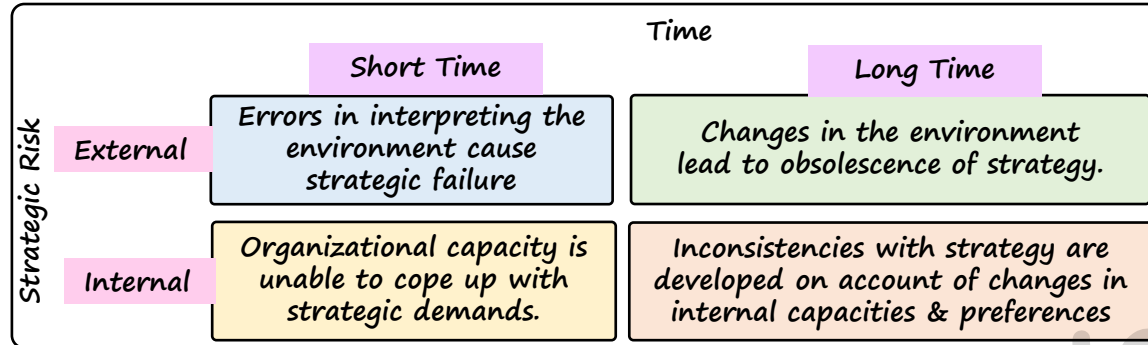 Time
Short Time
Long Time
Strategic Risk
External
Errors in interpreting the
environment cause
strategic failure
Changes in the environment
lead to obsolescence of strategy.
Internal
Organizational capacity is
unable to cope up with
strategic demands.
Inconsistencies with strategy are
developed on account of changes in
internal capacities & preferences